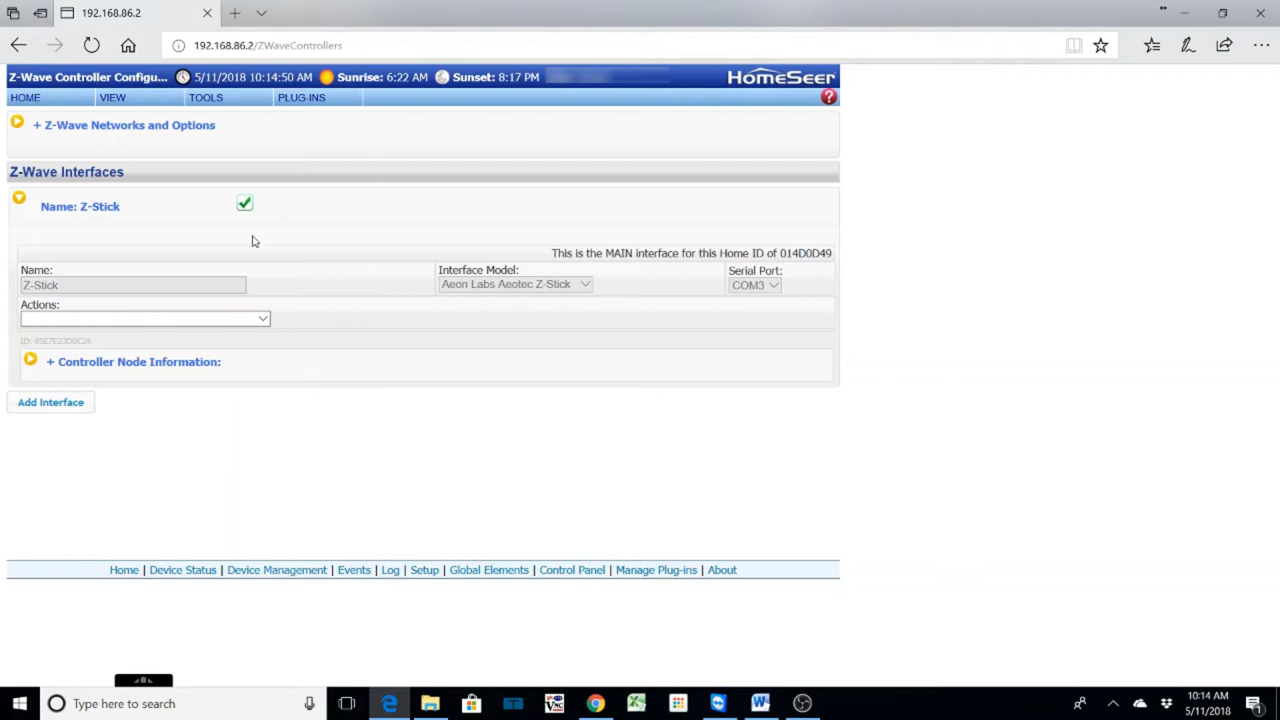 192.168.86.2
192.168.86.2/ZWaveControllers
Z-Wave Controller Configu... 5/11/2018 10:14:50 AM Sunrise: 6:22 AM Sunset: 8:17 PM HomeSeer
HOME VIEW TOOLS PLUG-INS ?
+ Z-Wave Networks and Options
Z-Wave Interfaces
Name: Z-Stick
This is the MAIN interface for this Home ID of 014D0D49
Name: Interface Model: Serial Port:
Z-Stick Aeon Labs Aeotec Z-Stick COM3
Actions:
+ Controller Node Information:
Add Interface
Home | Device Status | Device Management | Events | Log | Setup | Global Elements | Control Panel | Manage Plug-ins | About
Type here to search
10:14 AM
5/11/2018